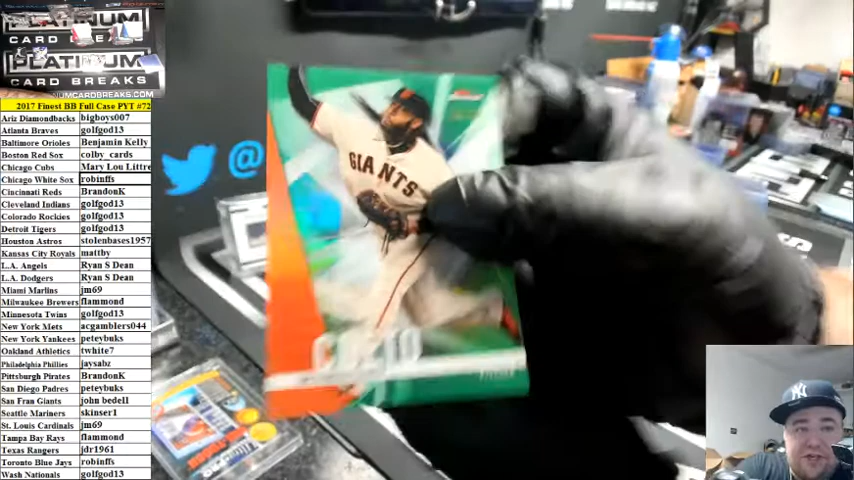 PLATINUM
CARD BREAKS
PLATINUM
CARD BREAKS
2017 Finest BB Full Case PYT #72
Ariz Diamondbacks bigboys007
Atlanta Braves golfgod13
Baltimore Orioles Benjamin Kelly
Boston Red Sox colby_cards
Chicago Cubs Mary Lou Littre
Chicago White Sox robinffs
Cincinati Reds BrandonK
Cleveland Indians golfgod13
Colorado Rockies golfgod13
Detroit Tigers golfgod13
Houston Astros stolenbases1957
Kansas City Royals mattby
L.A. Angels Ryan S Dean
L.A. Dodgers Ryan S Dean
Miami Marlins jm69
Milwaukee Brewers flammond
Minnesota Twins golfgod13
New York Mets acgamblers044
New York Yankees peteybuks
Oakland Athletics twhite7
Philadelphia Phillies jaysabz
Pittsburgh Pirates BrandonK
San Diego Padres peteybuks
San Fran Giants john bedell
Seattle Mariners skinser1
St. Louis Cardinals jm69
Tampa Bay Rays flammond
Texas Rangers jdr1961
Toronto Blue Jays robinffs
Wash Nationals golfgod13
@
GIANTS